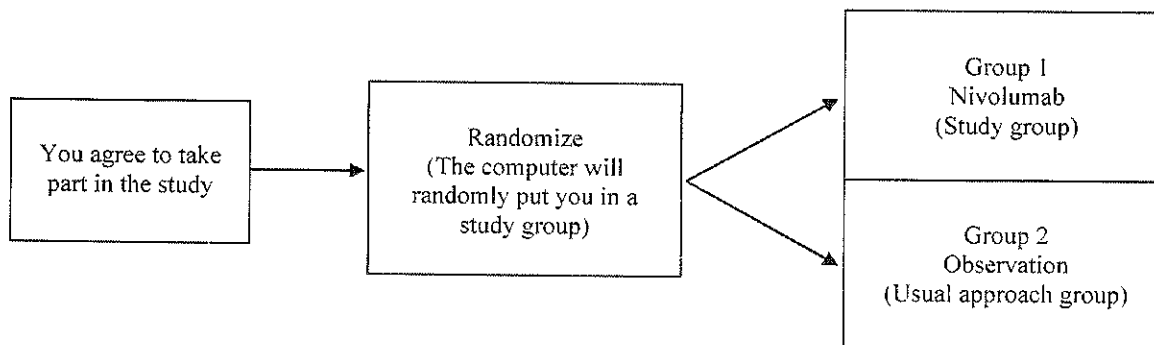 You agree to take
part in the study
Randomize
(The computer will
randomly put you in a
study group)
Group 1
Nivolumab
(Study group)
Group 2
Observation
(Usual approach group)